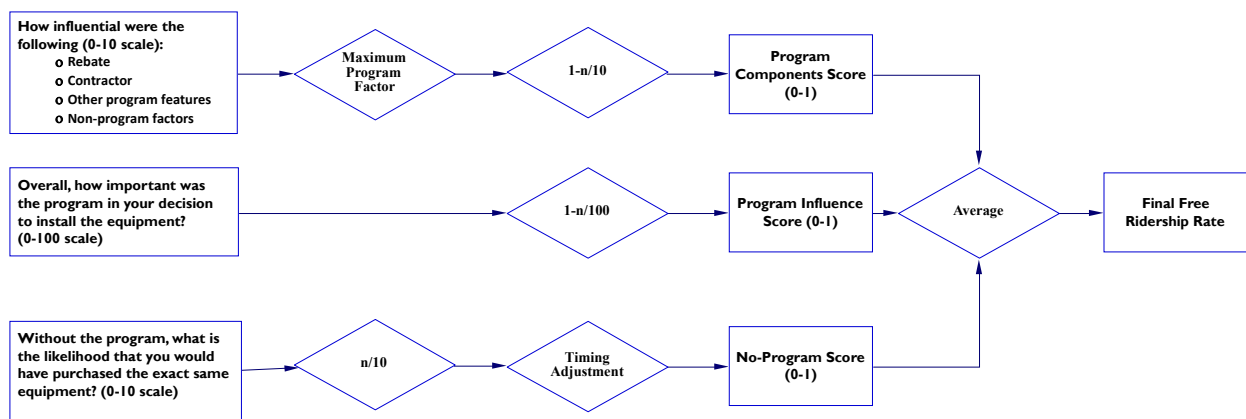 How influential were the
following (0-10 scale):
o Rebate
o Contractor
o Other program features
o Non-program factors
Maximum
Program
Factor
1-n/10
Program
Components Score
(0-1)
Overall, how important was
the program in your decision
to install the equipment?
(0-100 scale)
1-n/100
Program Influence
Score (0-1)
Average
Final Free
Ridership Rate
Without the program, what is
the likelihood that you would
have purchased the exact same
equipment? (0-10 scale)
n/10
Timing
Adjustment
No-Program Score
(0-1)